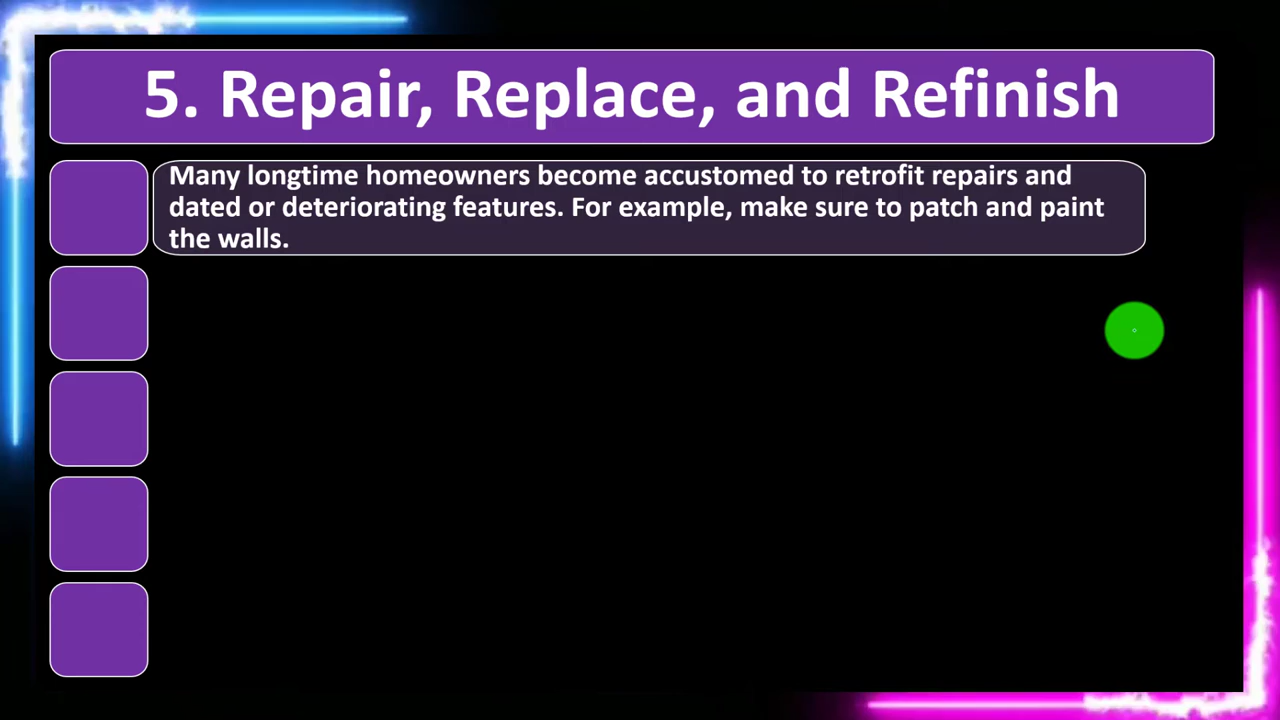 5. Repair, Replace, and Refinish
Many longtime homeowners become accustomed to retrofit repairs and
dated or deteriorating features. For example, make sure to patch and paint
the walls.